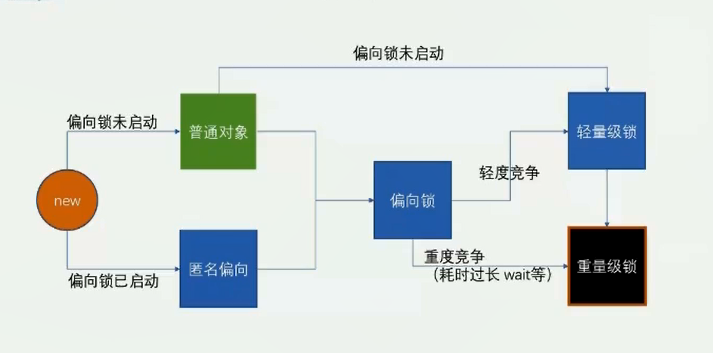 偏向锁未启动
偏向锁未启动
普通对象
轻量级锁
轻度竞争
new
偏向锁
重度竞争
（耗时过长 wait等）
偏向锁已启动
匿名偏向
重量级锁